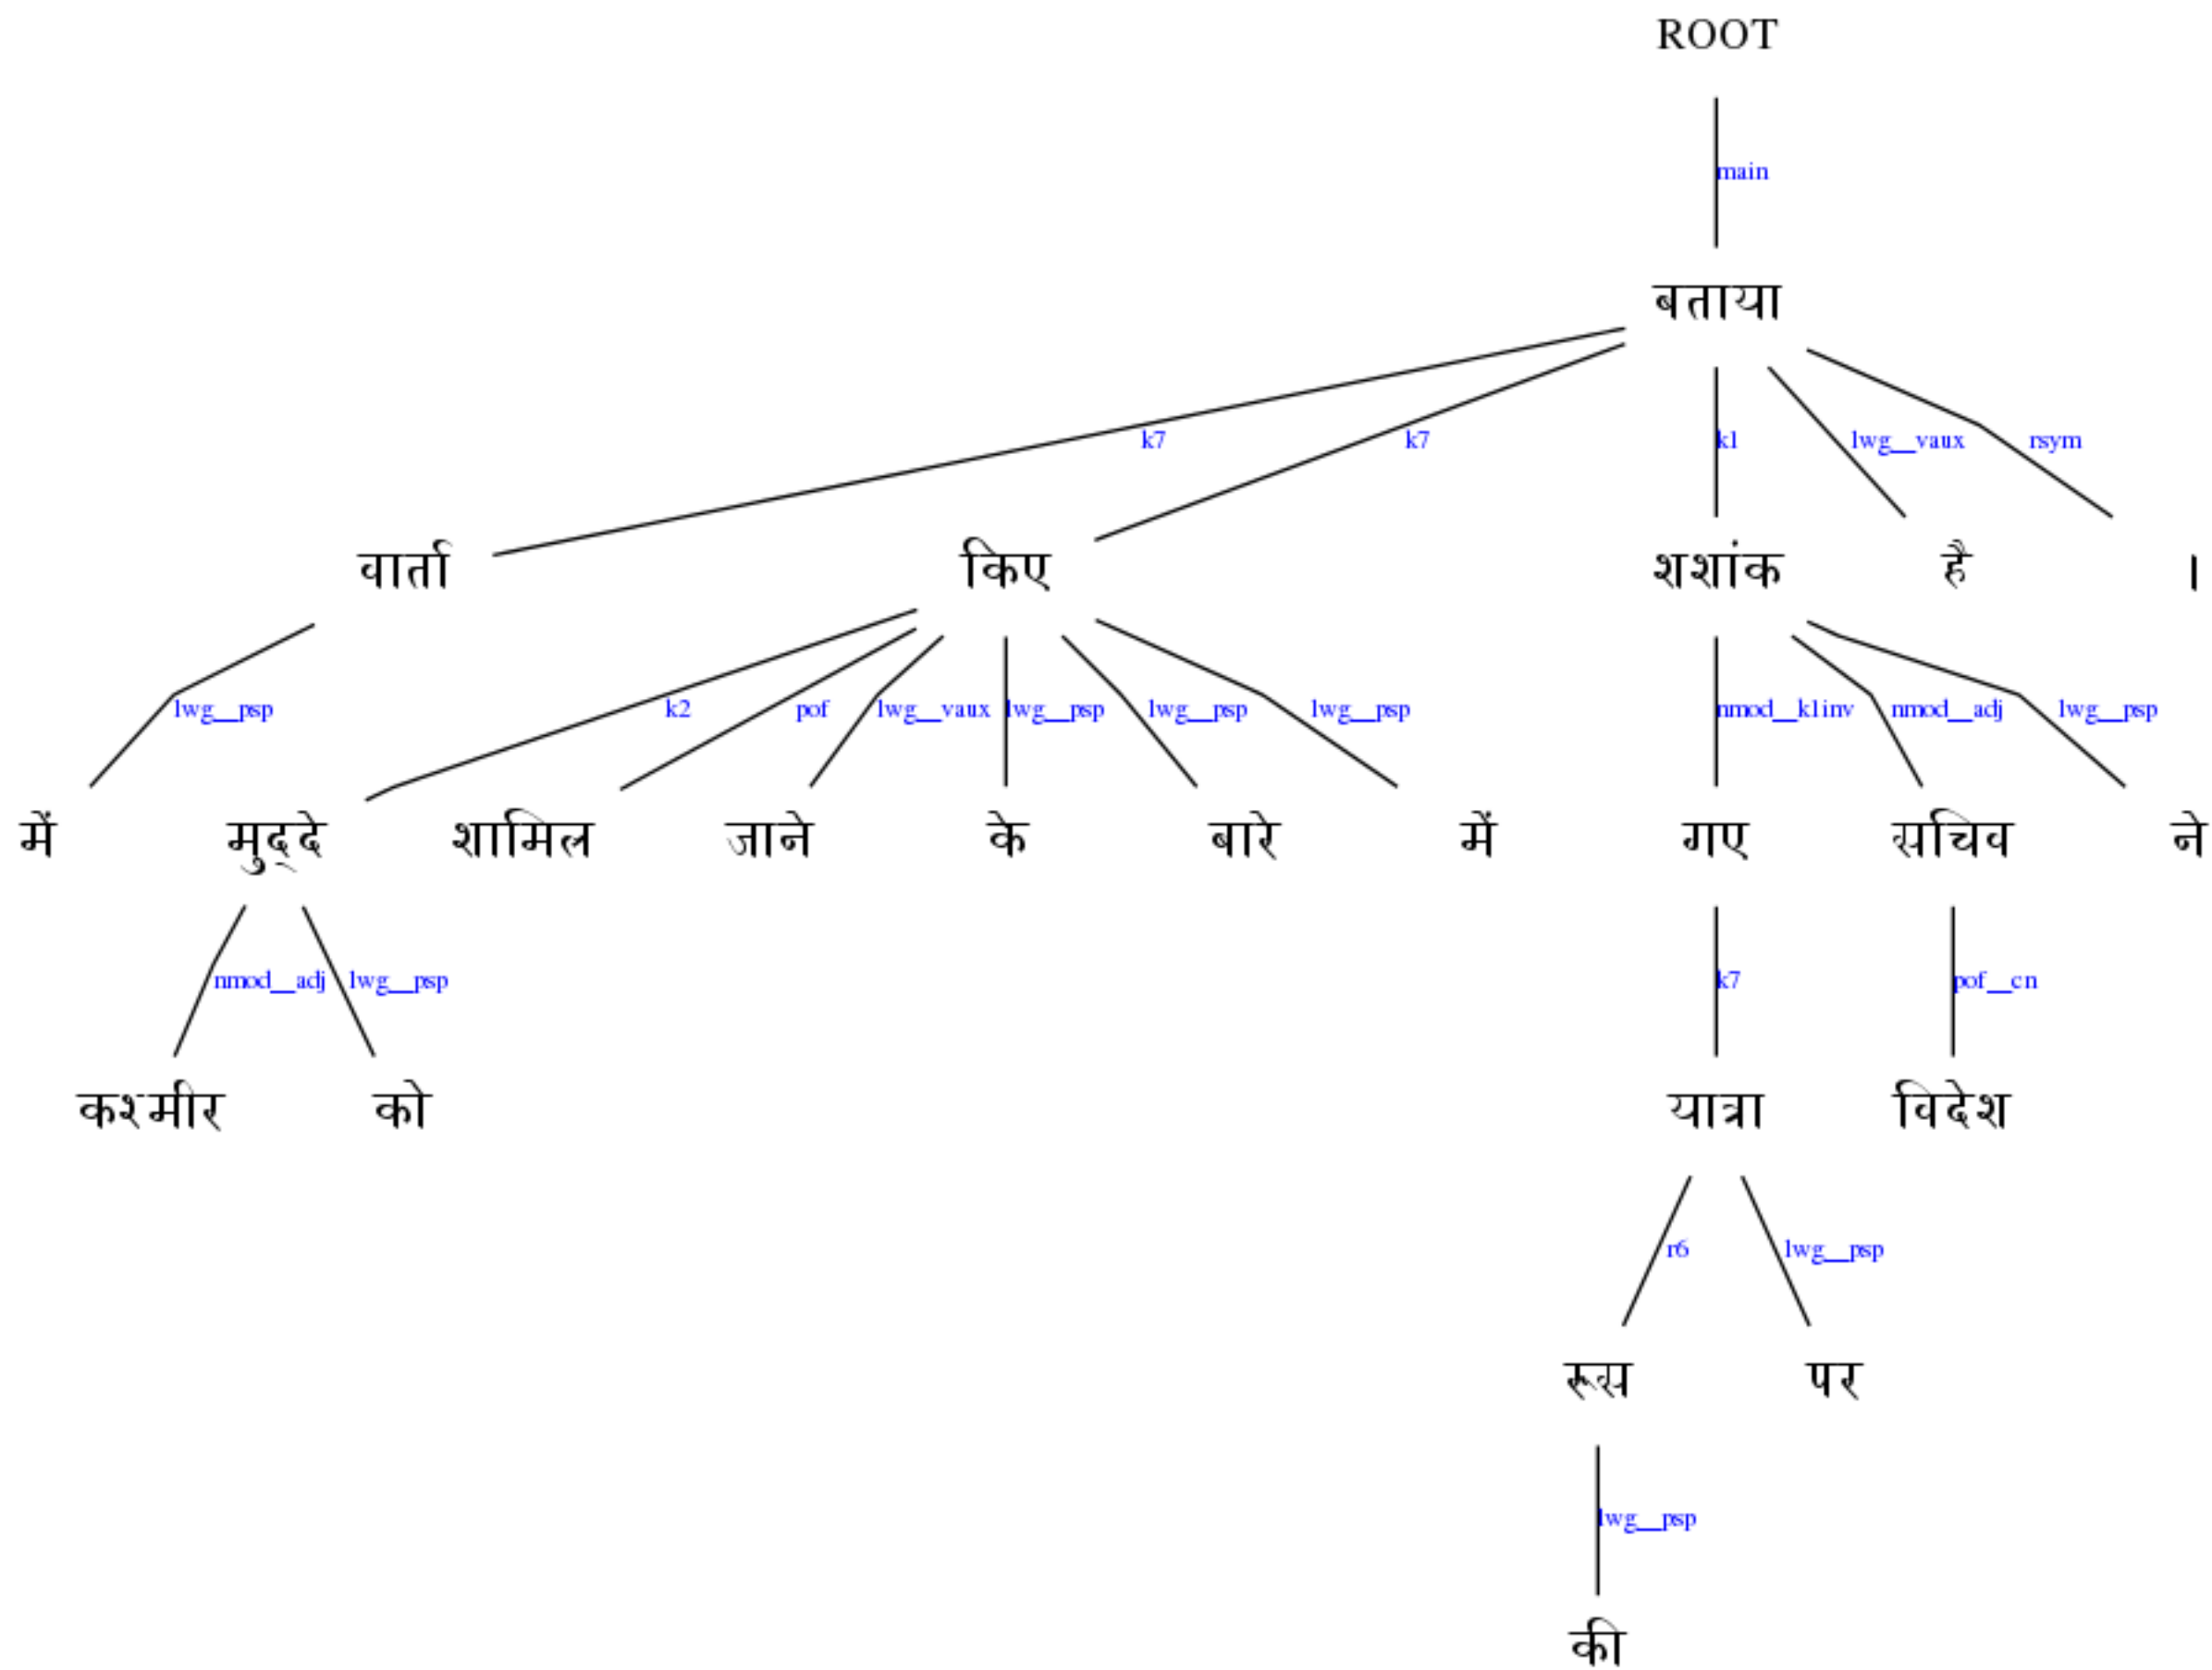 ROOT
main
बताया
k7 k7 k1 lwg__vaux rsym
वार्ता किए शशांक है ।
lwg__psp k2 pof lwg__vaux lwg__psp lwg__psp lwg__psp nmod__k1inv nmod__adj lwg__psp
में मुद्दे शामिल जाने के बारे में गए सचिव ने
nmod__adj lwg__psp k7 pof__cn
कश्मीर को यात्रा विदेश
r6 lwg__psp
रूस पर
lwg__psp
की